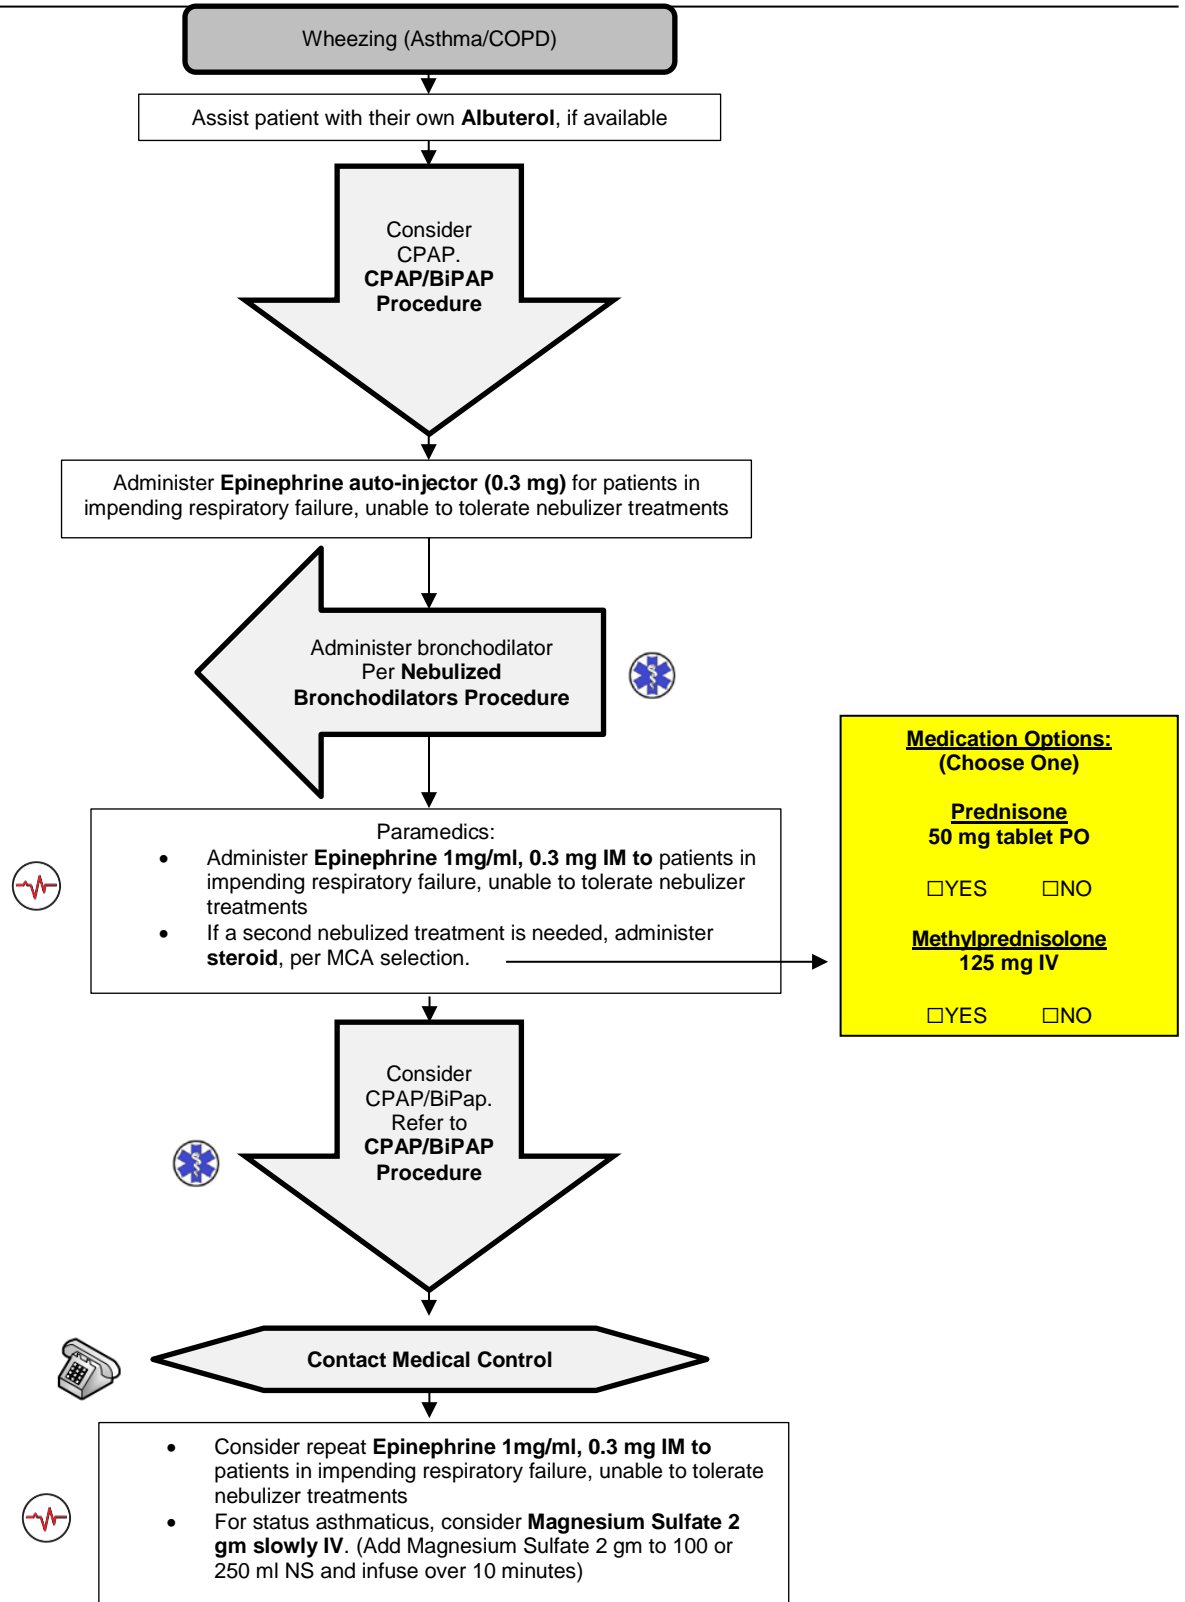 Wheezing (Asthma/COPD)
Assist patient with their own Albuterol, if available
Consider
CPAP.
CPAP/BiPAP
Procedure
Administer Epinephrine auto-injector (0.3 mg) for patients in
impending respiratory failure, unable to tolerate nebulizer treatments
Administer bronchodilator
Per Nebulized
Bronchodilators Procedure
Paramedics:
• Administer Epinephrine 1mg/ml, 0.3 mg IM to patients in
impending respiratory failure, unable to tolerate nebulizer
treatments
• If a second nebulized treatment is needed, administer
steroid, per MCA selection.
Medication Options:
(Choose One)
Prednisone
50 mg tablet PO
☐YES ☐NO
Methylprednisolone
125 mg IV
☐YES ☐NO
Consider
CPAP/BiPap.
Refer to
CPAP/BiPAP
Procedure
Contact Medical Control
• Consider repeat Epinephrine 1mg/ml, 0.3 mg IM to
patients in impending respiratory failure, unable to tolerate
nebulizer treatments
• For status asthmaticus, consider Magnesium Sulfate 2
gm slowly IV. (Add Magnesium Sulfate 2 gm to 100 or
250 ml NS and infuse over 10 minutes)